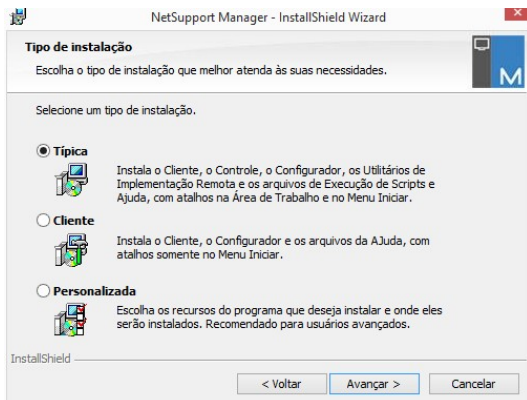 NetSupport Manager - InstallShield Wizard
Tipo de instalação
Escolha o tipo de instalação que melhor atenda às suas necessidades.
M
Selecione um tipo de instalação.
Típica
Instala o Cliente, o Controle, o Configurador, os Utilitários de
Implementação Remota e os arquivos de Execução de Scripts e
Ajuda, com atalhos na Área de Trabalho e no Menu Iniciar.
Cliente
Instala o Cliente, o Configurador e os arquivos da AJuda, com
atalhos somente no Menu Iniciar.
Personalizada
Escolha os recursos do programa que deseja instalar e onde eles
serão instalados. Recomendado para usuários avançados.
InstallShield
< Voltar
Avançar >
Cancelar